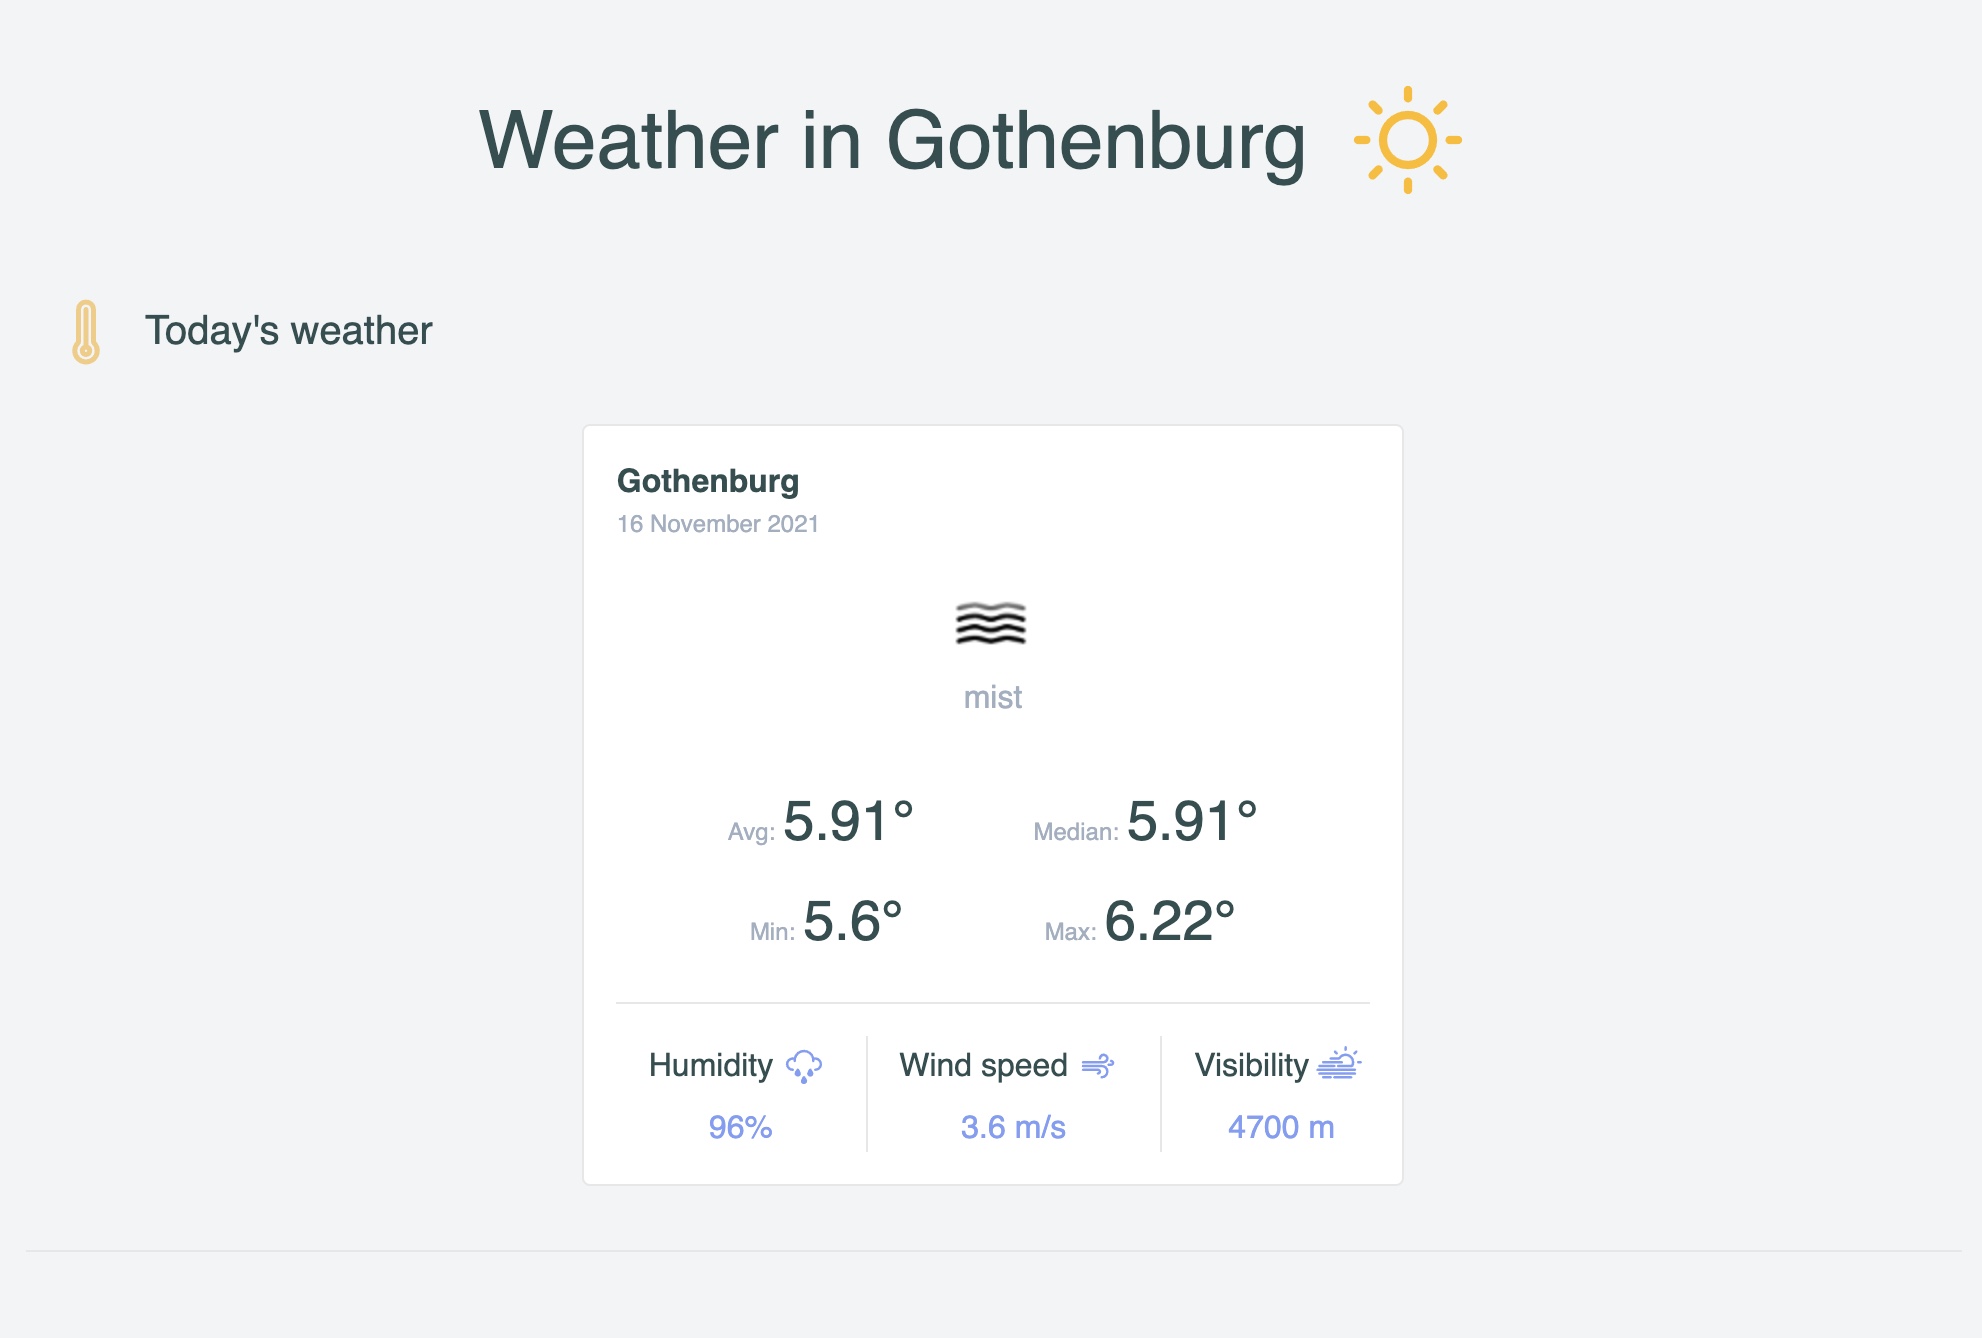 Weather in Gothenburg
Today's weather
Gothenburg
16 November 2021
mist
Avg: 5.91° Median: 5.91°
Min: 5.6° Max: 6.22°
Humidity Wind speed Visibility
96% 3.6 m/s 4700 m